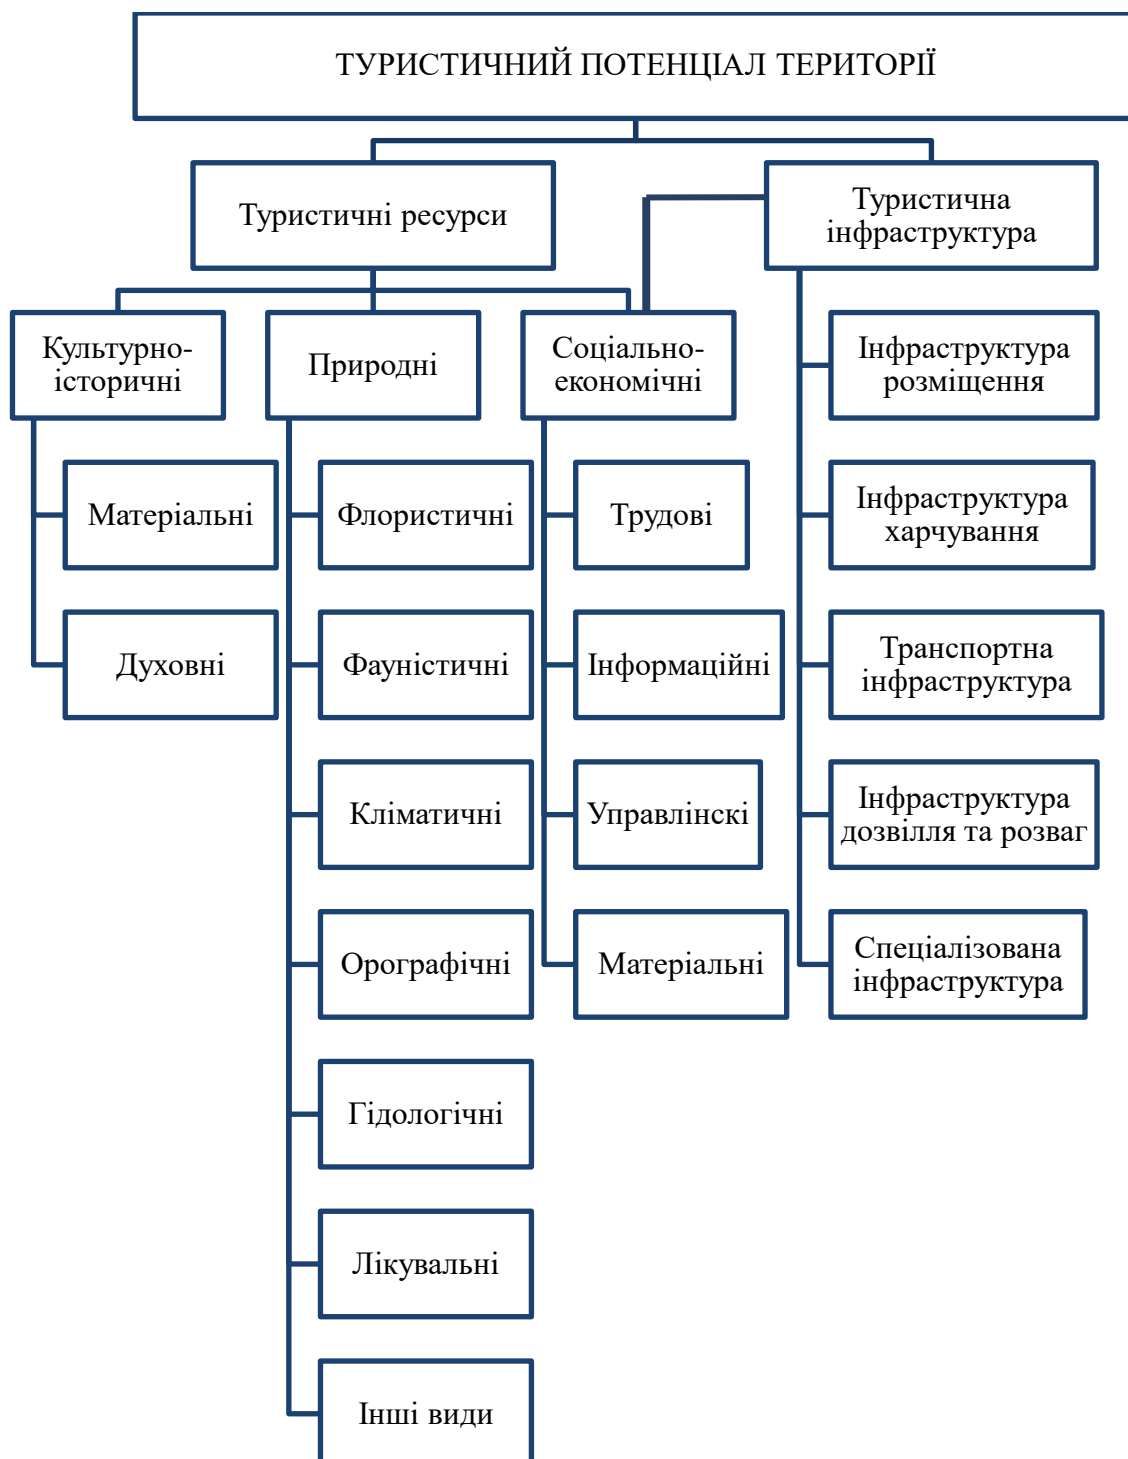 ТУРИСТИЧНИЙ ПОТЕНЦІАЛ ТЕРИТОРІЇ
Туристичні ресурси
Туристична
інфраструктура
Культурно-
історичні
Природні
Соціально-
економічні
Інфраструктура
розміщення
Матеріальні
Флористичні
Трудові
Інфраструктура
харчування
Духовні
Фауністичні
Інформаційні
Транспортна
інфраструктура
Кліматичні
Управлінскі
Інфраструктура
дозвілля та розваг
Орографічні
Матеріальні
Спеціалізована
інфраструктура
Гідологічні
Лікувальні
Інші види